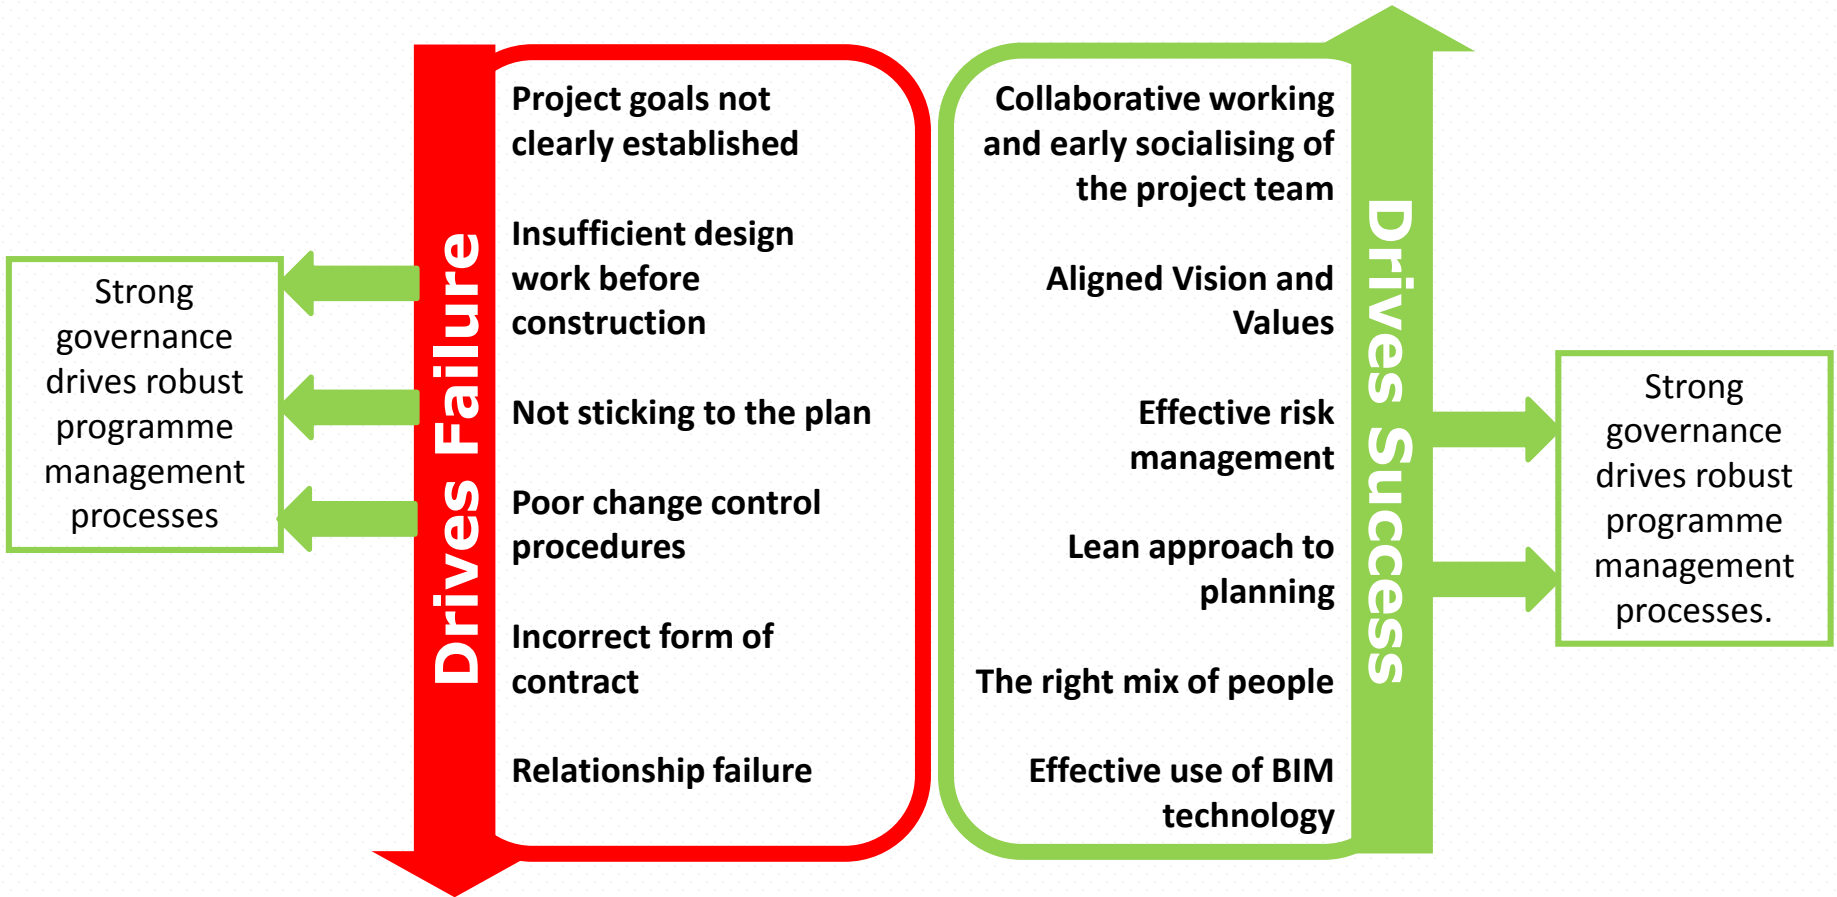 Strong
governance
drives robust
programme
management
processes
Drives Failure
Project goals not
clearly established
Insufficient design
work before
construction
Not sticking to the plan
Poor change control
procedures
Incorrect form of
contract
Relationship failure
Collaborative working
and early socialising of
the project team
Aligned Vision and
Values
Effective risk
management
Lean approach to
planning
The right mix of people
Effective use of BIM
technology
Drives Success
Strong
governance
drives robust
programme
management
processes.